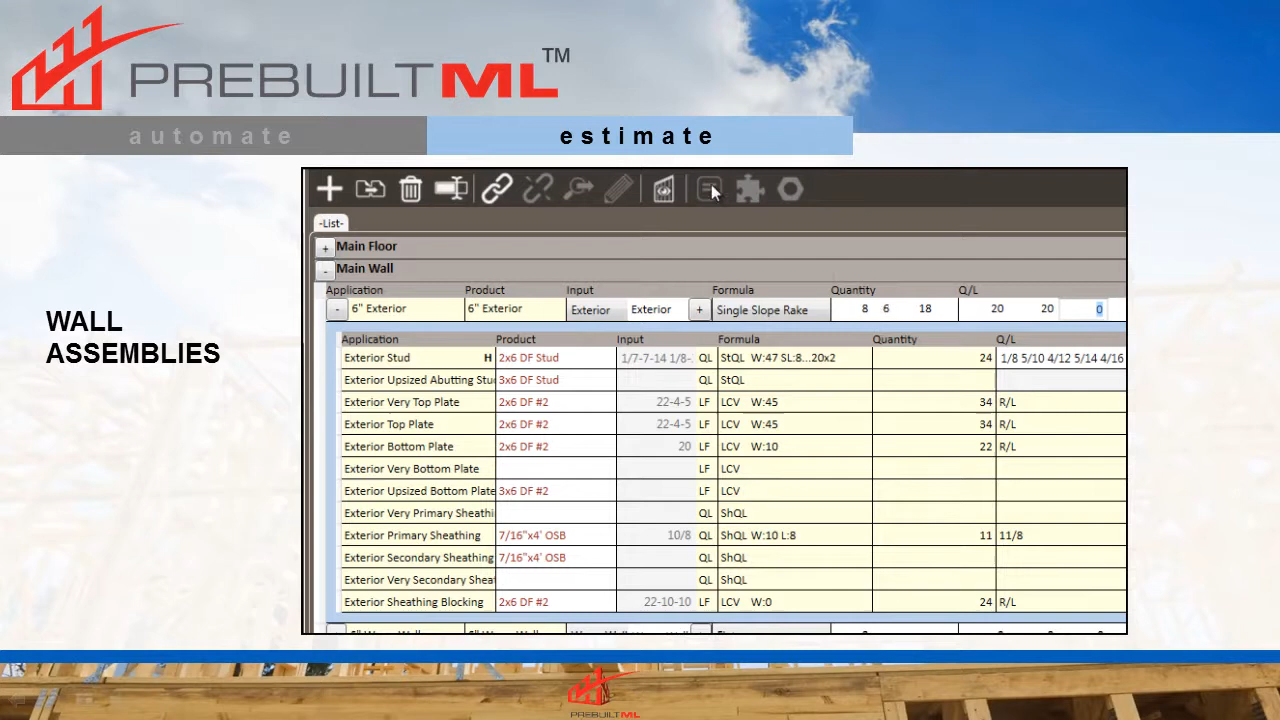 PREBUILTML™
automate estimate
WALL
ASSEMBLIES
-List-
+ Main Floor
- Main Wall
Application Product Input Formula Quantity Q/L
- 6" Exterior 6" Exterior Exterior Exterior + Single Slope Rake 8 6 18 20 20 0
Application Product Input Formula Quantity Q/L
Exterior Stud H 2x6 DF Stud 1/7-7-14 1/8-. QL StQL W:47 SL:8...20x2 24 1/8 5/10 4/12 5/14 4/16
Exterior Upsized Abutting Stu 3x6 DF Stud QL StQL
Exterior Very Top Plate 2x6 DF #2 22-4-5 LF LCV W:45 34 R/L
Exterior Top Plate 2x6 DF #2 22-4-5 LF LCV W:45 34 R/L
Exterior Bottom Plate 2x6 DF #2 20 LF LCV W:10 22 R/L
Exterior Very Bottom Plate LF LCV
Exterior Upsized Bottom Plate 3x6 DF #2 LF LCV
Exterior Very Primary Sheathi QL ShQL
Exterior Primary Sheathing 7/16"x4' OSB 10/8 QL ShQL W:10 L:8 11 11/8
Exterior Secondary Sheathing 7/16"x4' OSB QL ShQL
Exterior Very Secondary Sheat QL ShQL
Exterior Sheathing Blocking 2x6 DF #2 22-10-10 LF LCV W:0 24 R/L
PREBUILTML